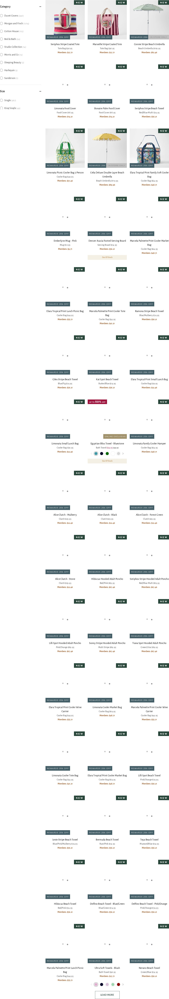 Category
Duvet Covers (240)
Morgan and Finch
Cotton House (115)
Bed & Bath (24)
Studio Collection (14)
Morris and Co (13)
Sleeping Beauty
Harlequin
Sanderson (1)
Size
Single
King Single (49)
NEW
NEW
NEW
REWARDS 25% OFF
REWARDS 25% OFF
REWARDS 25%
IN-STORE ONLY
Seriphos Stripe Coated Tote
Tote Bag $36.95
Members: $27.71
Marseille Stripe Coated Tote
Tote Bag $36.95
Members: $27.71
Connie Stripe Beach Umbrella
Beach Umbrella $109.95
Members: $82.46
NEW
NEW
NEW
REWARDS 25% OFF
REWARDS 25% OFF
REWARDS 25% OFF
Limonata Food Cover
Food Cover $18.95
Members: $14.21
Bonaire Palm Food Cover
Food Cover $18.95
Members: $14.21
Seriphos Stripe Beach Towel
Red/Blue Multi $74.95
Members: $56.21
NEW
NEW
NEW
REWARDS 25% OFF
REWARDS 25%
IN-STORE ONLY
REWARDS 25% OFF
Limonata Picnic Cooler Bag 2 Person
Cooler Bag $49.95
Members: $37.46
Celia Deluxe Double-Layer Beach
Umbrella
Beach Umbrella $119.95
Members: $89.96
Elara Tropical Print Family Soft Cooler
Bag
Cooler Bag $64.95
Members: $48.71
NEW
NEW
NEW
REWARDS 25% OFF
REWARDS 25% OFF
REWARDS 25% OFF
Emberlynn Mug - Pink
Mug $12.95
Members: $9.71
Denver Acacia Footed Serving Board
Serving Board $74.95
Members: $56.21
Out Of Stock
Marcela Palmette Print Cooler Market
Bag
Cooler Bag $64.95
Members: $48.71
NEW
NEW
NEW
REWARDS 25% OFF
REWARDS 25% OFF
REWARDS 25% OFF
Elara Tropical Print Lunch Picnic Bag
Cooler Bag $44.95
Members: $33.71
Marcela Palmette Print Cooler Tote
Bag
Cooler Bag $54.95
Members: $41.21
Ramona Stripe Beach Towel
Blue/Mulberry $74.95
Members: $56.21
NEW
NEW
NEW
REWARDS 25% OFF
REWARDS 25% OFF
REWARDS 25% OFF
Giles Stripe Beach Towel
Blue/Fig $74.95
Members: $56.21
Kat Spot Beach Towel
Butter/Blue $74.95
Members: $56.21
Elara Tropical Print Small Lunch Bag
Cooler Bag $29.95
Members: $22.46
NEW
UP TO 50% OFF
NEW
REWARDS 25% OFF
ONLINE EXCLUSIVE
REWARDS 25% OFF
Limonata Small Lunch Bag
Cooler Bag $29.95
Members: $22.46
Egyptian Bliss Towel - Bluestone
Bath Towel $24.95
Out Of Stock
Limonata Family Cooler Hamper
Cooler Bag $64.95
Members: $48.71
NEW
NEW
NEW
REWARDS 25% OFF
REWARDS 25% OFF
REWARDS 25% OFF
Alice Clutch - Mulberry
Clutch $29.95
Members: $22.46
Alice Clutch - Black
Clutch $29.95
Members: $22.46
Alice Clutch - Forest Green
Clutch $29.95
Members: $22.46
NEW
NEW
NEW
REWARDS 25% OFF
REWARDS 25% OFF
REWARDS 25% OFF
Alice Clutch - Stone
Clutch $29.95
Members: $22.46
Hibiscus Hooded Adult Poncho
Red/Pink $89.95
Members: $67.46
Seriphos Stripe Hooded Adult Poncho
Red/Blue Multi $89.95
Members: $67.46
NEW
NEW
NEW
REWARDS 25% OFF
REWARDS 25% OFF
REWARDS 25% OFF
Lilli Spot Hooded Adult Poncho
Pink/Orange $89.95
Members: $67.46
Sonny Stripe Hooded Adult Poncho
Multi Stripe $89.95
Members: $67.46
Tiana Spot Hooded Adult Poncho
Green/Lilac $89.95
Members: $67.46
NEW
NEW
NEW
REWARDS 25% OFF
REWARDS 25% OFF
REWARDS 25% OFF
Elara Tropical Print Cooler Wine
Carrier
Cooler Bag $44.95
Members: $33.71
Limonata Cooler Market Bag
Cooler Bag $64.95
Members: $48.71
Marcela Palmette Print Cooler Wine
Carrier
Cooler Bag $44.95
Members: $33.71
NEW
NEW
NEW
REWARDS 25% OFF
REWARDS 25% OFF
REWARDS 25% OFF
Limonata Cooler Tote Bag
Cooler Bag $54.95
Members: $41.21
Elara Tropical Print Cooler Market Bag
Cooler Bag $64.95
Members: $48.71
Lilli Spot Beach Towel
Pink/Orange $74.95
Members: $56.21
NEW
NEW
NEW
REWARDS 25% OFF
REWARDS 25% OFF
REWARDS 25% OFF
Lexie Stripe Beach Towel
Blue/Pink/Mulberry $74.95
Members: $56.21
Bermuda Beach Towel
Rust/Pink $74.95
Members: $56.21
Teya Beach Towel
Mustard/Blue $74.95
Members: $56.21
NEW
NEW
NEW
REWARDS 25% OFF
REWARDS 25% OFF
REWARDS 25% OFF
Hibiscus Beach Towel
Red/Pink $74.95
Members: $56.21
Delfino Beach Towel - Blue/Green
Blue/Green $74.95
Members: $56.21
Delfino Beach Towel - Pink/Orange
Pink/Orange $74.95
Members: $56.21
NEW
NEW
REWARDS 25% OFF
REWARDS 25% OFF
REWARDS 25% OFF
Marcela Palmette Print Lunch Picnic
Bag
Cooler Bag $44.95
Members: $33.71
Ultra Soft Towels - Blush
Bath Towel $36.95
Members: $27.71
Nerano Beach Towel
Green/Blue $74.95
Members: $56.21
LOAD MORE